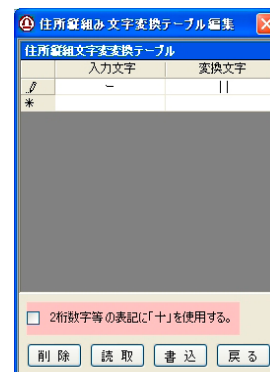 住所縦組み文字変換テーブル編集
住所縦組文字変変換テーブル
入力文字 変換文字
ー ||
*
2桁数字等の表記に「十」を使用する。
削 除 読 取 書 込 戻 る